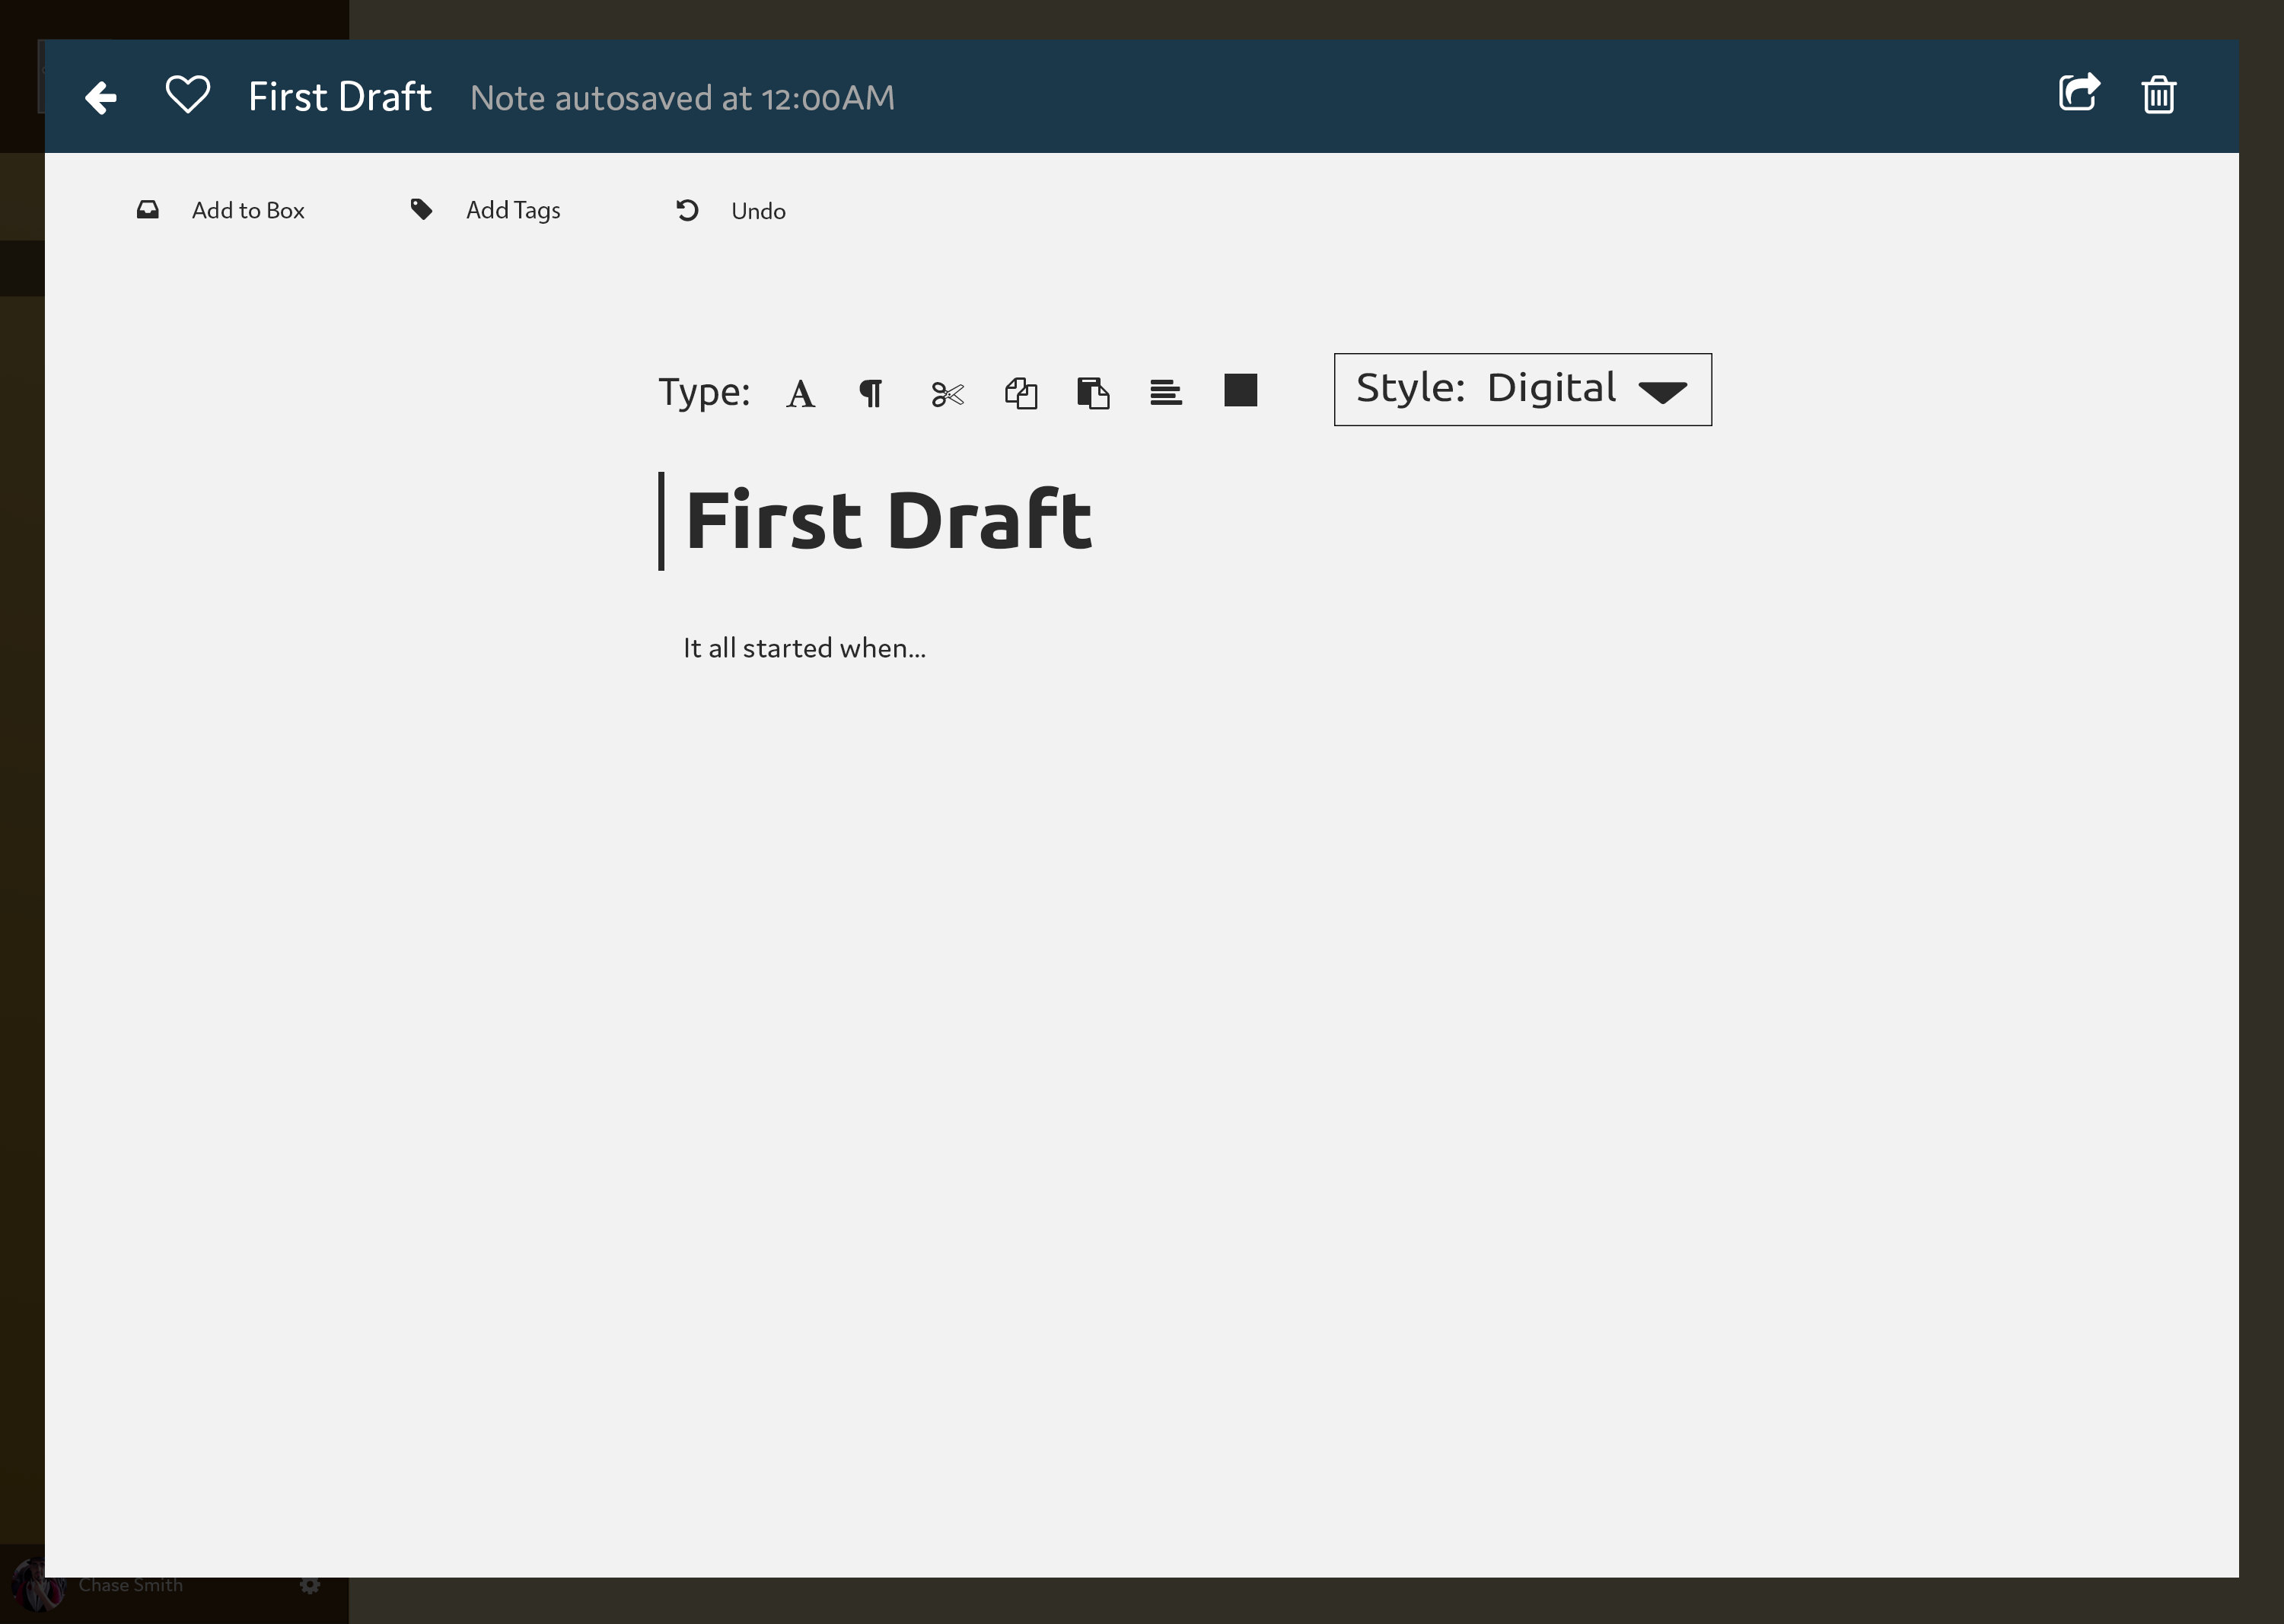 First Draft Note autosaved at 12:00AM
Add to Box Add Tags Undo
Type: Style: Digital
First Draft
It all started when...
Chase Smith